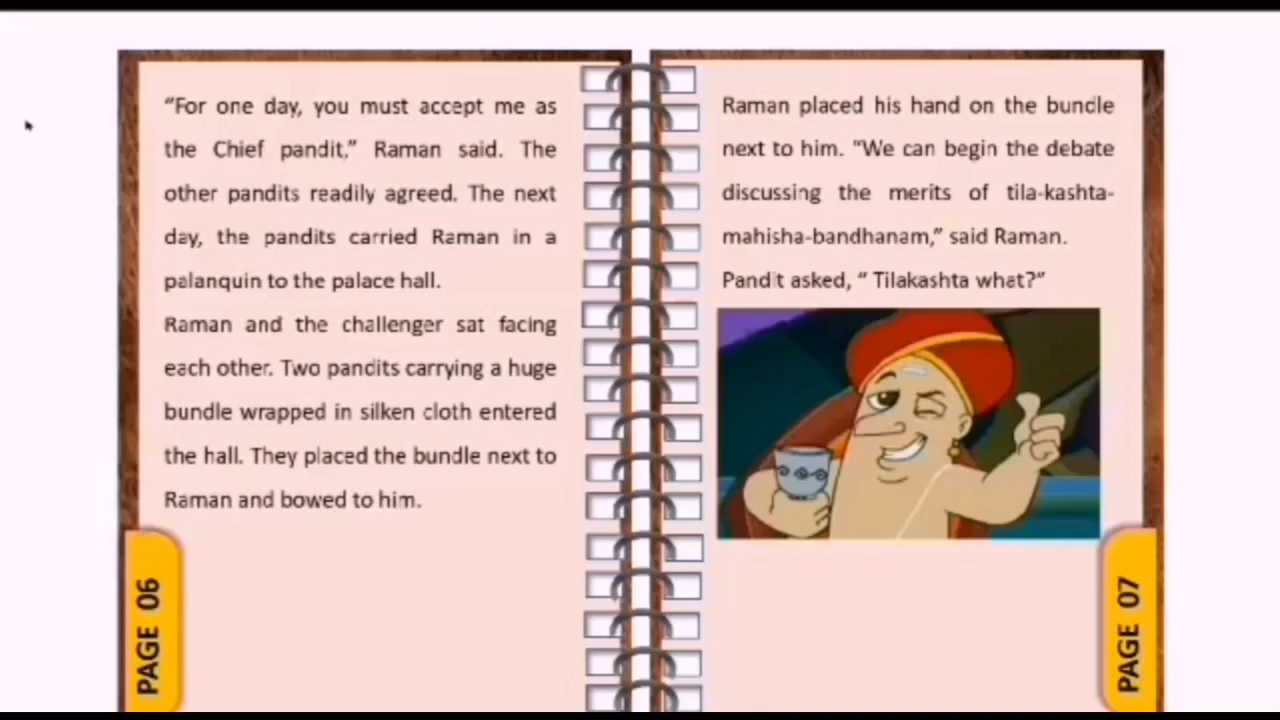 “For one day, you must accept me as
the Chief pandit,” Raman said. The
other pandits readily agreed. The next
day, the pandits carried Raman in a
palanquin to the palace hall.
Raman and the challenger sat facing
each other. Two pandits carrying a huge
bundle wrapped in silken cloth entered
the hall. They placed the bundle next to
Raman and bowed to him.
PAGE 06
Raman placed his hand on the bundle
next to him. “We can begin the debate
discussing the merits of tila-kashta-
mahisha-bandhanam,” said Raman.
Pandit asked, “ Tilakashta what?”
PAGE 07